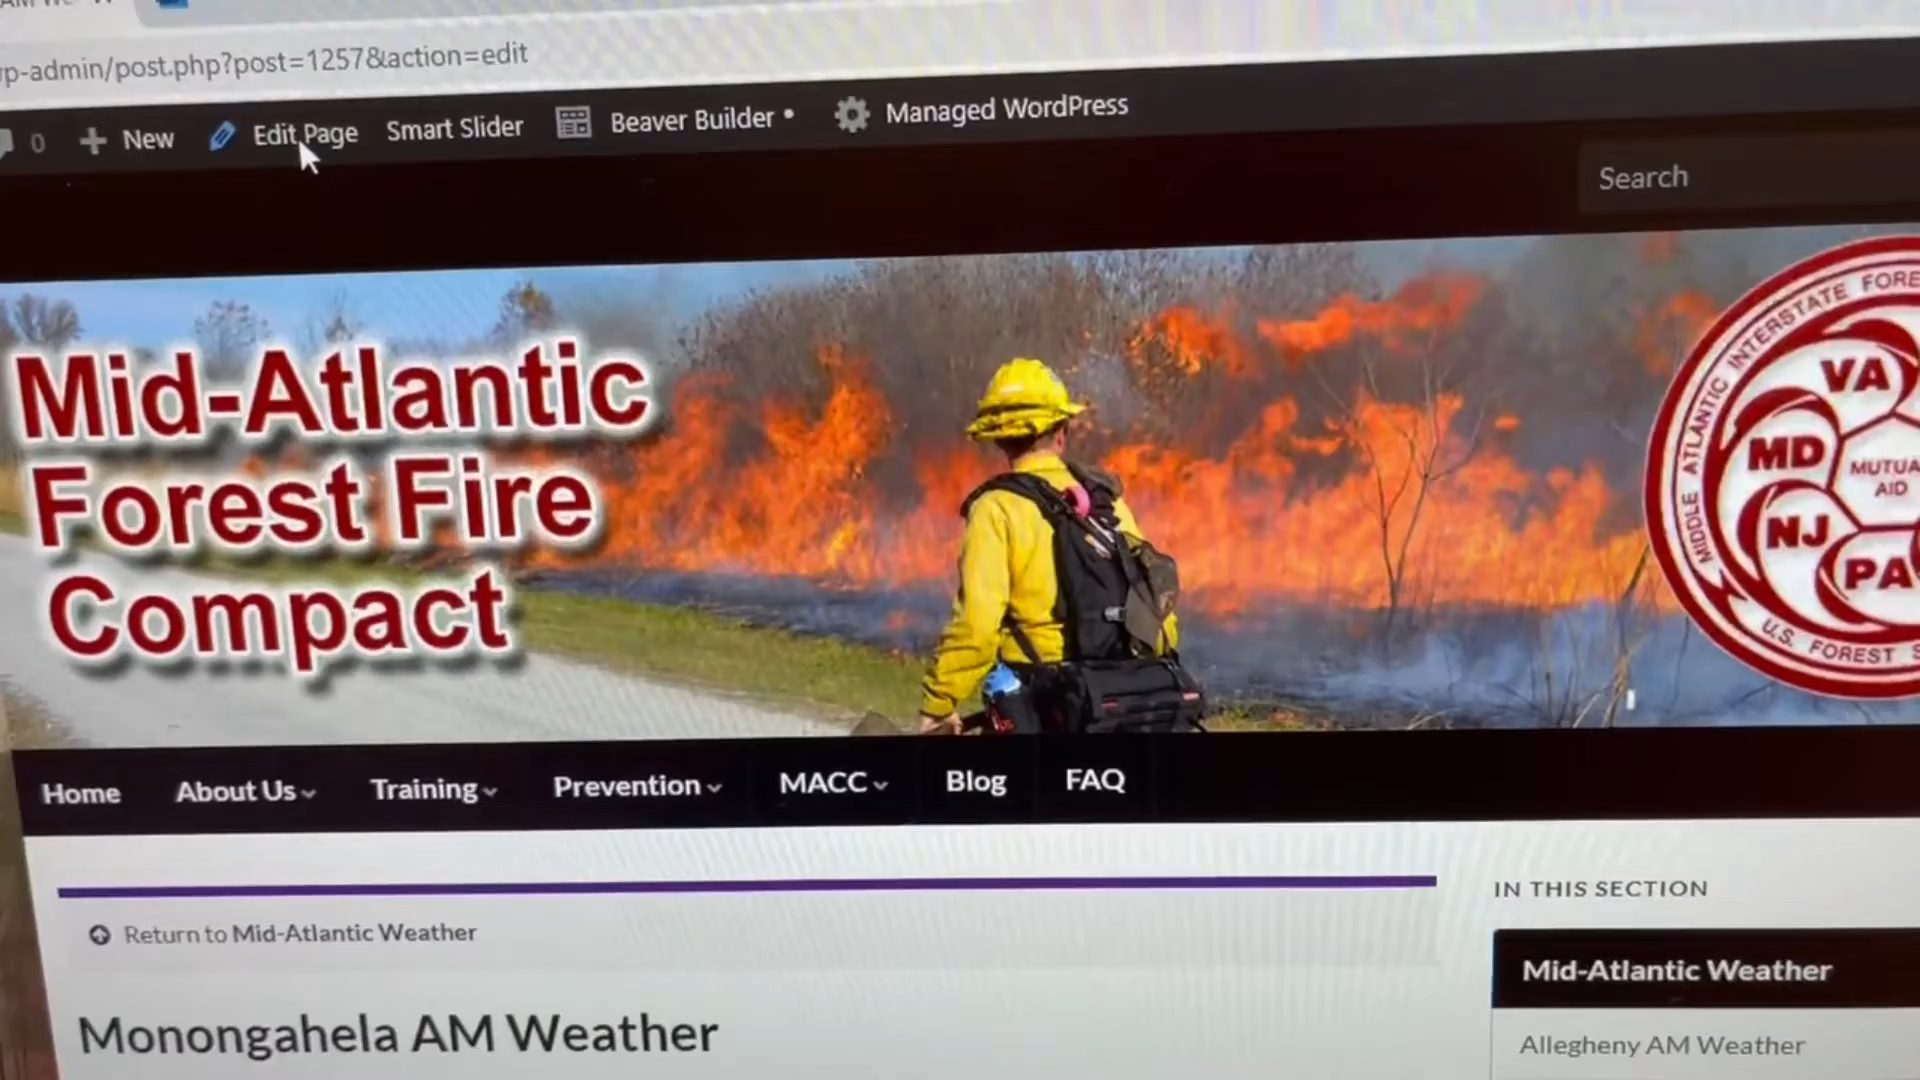 wp-admin/post.php?post=1257&action=edit
0 New Edit Page Smart Slider Beaver Builder Managed WordPress
Search
Mid-Atlantic
Forest Fire
Compact
MIDDLE ATLANTIC INTERSTATE FORE
VA
MD
MUTUA
AID
NJ
PA
U.S. FOREST S
Home About Us Training Prevention MACC Blog FAQ
IN THIS SECTION
Return to Mid-Atlantic Weather
Mid-Atlantic Weather
Monongahela AM Weather
Allegheny AM Weather